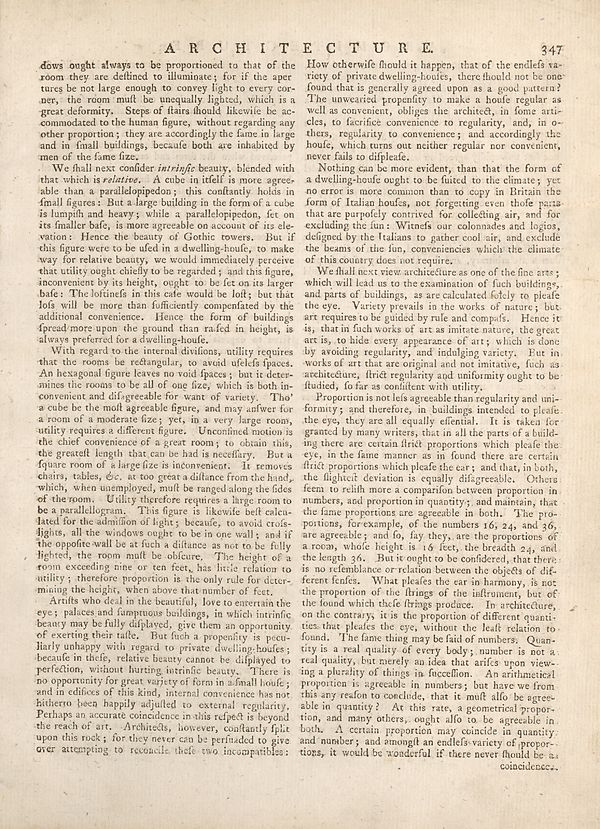 ARCHITECTURE. 347
dows ought always to be proportioned to that of the
room they are deſtined to illuminate; for if the aper
tures be not large enough to convey light to every cor-
ner, the room muſt be unequally lighted, which is a
great deformity. Steps of ſtairs ſhould likewiſe be ac-
commodated to the human figure, without regarding any
other proportion; they are accordingly the ſame in large
and in ſmall buildings, becauſe both are inhabited by
men of the ſame ſize.
We ſhall next conſider intrinſic beauty, blended with
that which is relative. A cube in itſelf is more agree-
able than a parallelopipedon; this conſtantly holds in
ſmall figures: But a large building in the form of a cube
is lumpiſh and heavy; while a parallelopipedon, ſet on
its ſmaller baſe, is more agreeable on account of its ele-
vation: Hence the beauty of Gothic towers. But if
this figure were to be uſed in a dwelling-houſe, to make
way for relative beauty, we would immediately perceive
that utility ought chiefly to be regarded; and this figure,
inconvenient by its height, ought to be ſet on its larger
baſe: The loftineſs in this caſe would be loſt; but that
loſs will be more than ſufficiently compenſated by the
additional convenience. Hence the form of buildings
ſpread more upon the ground than raiſed in height, is
always preferred for a dwelling-houſe.
With regard to the internal diviſions, utility requires
that the rooms be rectangular, to avoid uſeleſs ſpaces.
An hexagonal figure leaves no void ſpaces; but it deter-
mines the rooms to be all of one ſize, which is both in-
convenient and diſagreeable for want of variety. Tho'
a cube be the moſt agreeable figure, and may anſwer for
a room of a moderate ſize; yet, in a very large room,
utility requires a different figure. Unconfined motion is
the chief convenience of a great room; to obtain this,
the greateſt length that can be had is neceſſary. But a
ſquare room of a large ſize is inconvenient. It removes
chairs, tables, &c. at too great a diſtance from the hand,
which, when unemployed, muſt be ranged along the ſides
of the room. Utility therefore requires a large room to
be a parallellogram. This figure is likewiſe beſt calcu-
lated for the admiſſion of light; becauſe, to avoid croſs-
lights, all the windows ought to be in one wall; and if
the oppoſite wall be at ſuch a diſtance as not to be fully
lighted, the room muſt be obſcure. The height of a
room exceeding nine or ten feet, has little relation to
utility; therefore proportion is the only rule for deter-
mining the height, when above that number of feet.
Artiſts who deal in the beautiful, love to entertain the
eye; palaces and ſumptuous buildings, in which intrinſic
beauty may be fully diſplayed, give them an opportunity
of exerting their taſte. But ſuch a propenſity is pecu-
liarly unhappy with regard to private dwelling-houſes;
becauſe in theſe, relative beauty cannot be diſplayed to
perfection, without hurting intrinſic beauty. There is
no opportunity for great variety of form in a ſmall houſe;
and in edifices of this kind, internal convenience has not
hitherto been happily adjuſted to external regularity.
Perhaps an accurate coincidence in this reſpect is beyond
the reach of art. Architects, however, conſtantly ſplit
upon this rock; for they never can be perſuaded to give
over attempting to reconcile theſe two incompatibles:
How otherwiſe ſhould it happen, that of the endleſs va-
riety of private dwelling-houſes, there ſhould not be one
found that is generally agreed upon as a good pattern?
The unwearied propenſity to make a houſe regular as
well as convenient, obliges the architect, in ſome arti-
cles, to ſacrifice convenience to regularity, and, in o-
thers, regularity to convenience; and accordingly the
houſe, which turns out neither regular nor convenient,
never fails to diſpleaſe.
Nothing can be more evident, than that the form of
a dwelling-houſe ought to be ſuited to the climate; yet
no error is more common than to copy in Britain the
form of Italian houſes, not forgetting even thoſe parts
that are purpoſely contrived for collecting air, and for
excluding the ſun: Witneſs our colonnades and logios,
deſigned by the Italians to gather cool air, and exclude
the beams of the ſun, conveniencies which the climate
of this country does not require.
We ſhall next view architecture as one of the fine arts;
which will lead us to the examination of ſuch buildings,
and parts of buildings, as are calculated ſolely to pleaſe
the eye. Variety prevails in the works of nature; but
art requires to be guided by rule and compaſs. Hence it
is, that in ſuch works of art as imitate nature, the great
art is, to hide every appearance of art; which is done
by avoiding regularity, and indulging variety. But in
works of art that are original and not imitative, ſuch as
architecture, ſtrict regularity and uniformity ought to be
ſtudied, ſo far as conſiſtent with utility.
Proportion is not leſs agreeable than regularity and uni-
formity; and therefore, in buildings intended to pleaſe
the eye, they are all equally eſſential. It is taken for
granted by many writers, that in all the parts of a build-
ing there are certain ſtrict proportions which pleaſe the
eye, in the ſame manner as in ſound there are certain
ſtrict proportions which pleaſe the ear; and that, in both,
the ſlighteſt deviation is equally diſagreeable. Others
ſeem to reliſh more a compariſon between proportion in
numbers, and proportion in quantity; and maintain, that
the ſame proportions are agreeable in both. The pro-
portions, for example, of the numbers 16, 24, and 36,
are agreeable; and ſo, ſay they, are the proportions of
a room, whoſe height is 16 feet, the breadth 24, and
the length 36. But it ought to be conſidered, that there
is no reſemblance or relation between the objects of dif-
ferent ſenſes. What pleaſes the ear in harmony, is not
the proportion of the ſtrings of the inſtrument, but of
the ſound which theſe ſtrings produce. In architecture,
on the contrary, it is the proportion of different quanti-
ties that pleaſes the eye, without the leaſt relation to
ſound. The ſame thing may be ſaid of numbers. Quan-
tity is a real quality of every body; number is not a
real quality, but merely an idea that ariſes upon view-
ing a plurality of things in ſucceſſion. An arithmetical
proportion is agreeable in numbers; but have we from
this any reaſon to conclude, that it muſt alſo be agree-
able in quantity? At this rate, a geometrical propor-
tion, and many others, ought alſo to be agreeable in
both. A certain proportion may coincide in quantity
and number; and amongſt an endleſs variety of propor-
tions, it would be wonderful if there never ſhould be a
coincidence.